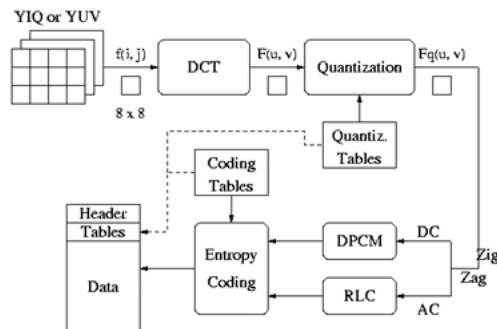 YIQ or YUV
f(i, j)
8 x 8
DCT
F(u, v)
Quantization
Fq(u, v)
Quantiz.
Tables
Coding
Tables
Header
Tables
Data
Entropy
Coding
DPCM
DC
RLC
AC
Zig
Zag